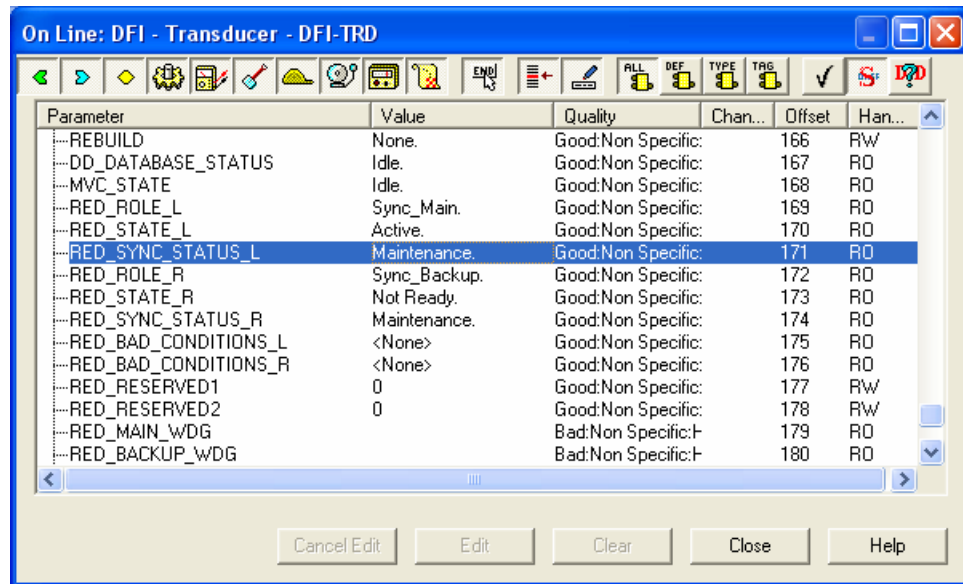 On Line: DFI - Transducer - DFI-TRD
END ALL DEF TYPE TAG S D?D
Parameter Value Quality Chan... Offset Han...
REBUILD None. Good:Non Specific: 166 RW
DD_DATABASE_STATUS Idle. Good:Non Specific: 167 RO
MVC_STATE Idle. Good:Non Specific: 168 RO
RED_ROLE_L Sync_Main. Good:Non Specific: 169 RO
RED_STATE_L Active. Good:Non Specific: 170 RO
RED_SYNC_STATUS_L Maintenance. Good:Non Specific: 171 RO
RED_ROLE_R Sync_Backup. Good:Non Specific: 172 RO
RED_STATE_R Not Ready. Good:Non Specific: 173 RO
RED_SYNC_STATUS_R Maintenance. Good:Non Specific: 174 RO
RED_BAD_CONDITIONS_L <None> Good:Non Specific: 175 RO
RED_BAD_CONDITIONS_R <None> Good:Non Specific: 176 RO
RED_RESERVED1 0 Good:Non Specific: 177 RW
RED_RESERVED2 0 Good:Non Specific: 178 RW
RED_MAIN_WDG Bad:Non Specific:H 179 RO
RED_BACKUP_WDG Bad:Non Specific:H 180 RO
Cancel Edit Edit Clear Close Help